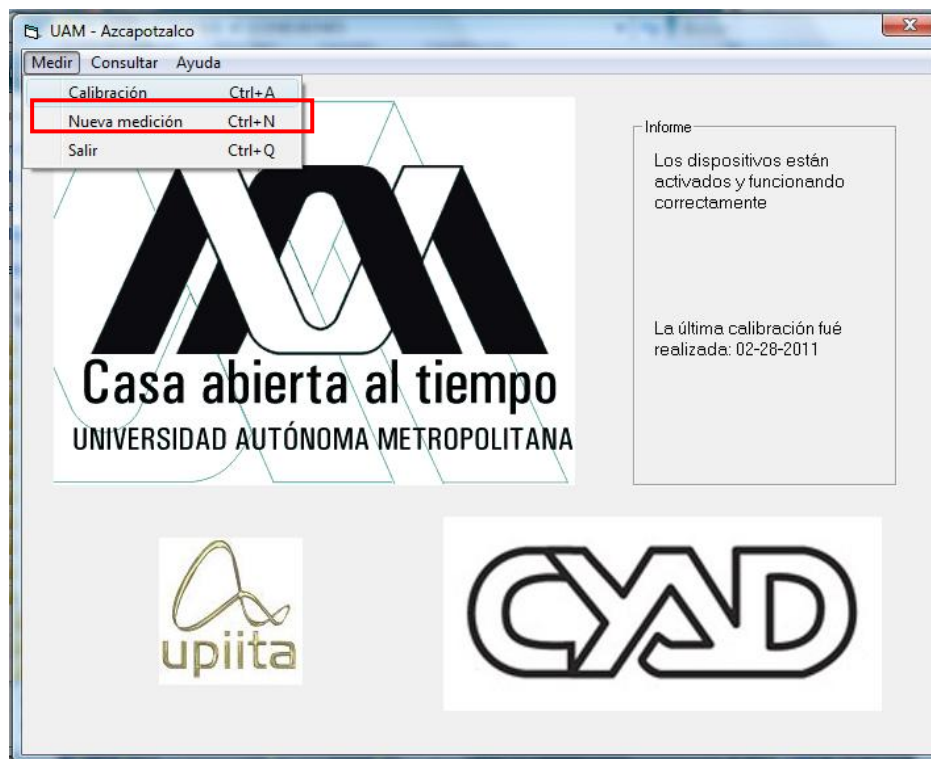 UAM - Azcapotzalco
Medir Consultar Ayuda
Calibración Ctrl+A
Nueva medición Ctrl+N
Salir Ctrl+Q
Informe
Los dispositivos están
activados y funcionando
correctamente
La última calibración fué
realizada: 02-28-2011
Casa abierta al tiempo
UNIVERSIDAD AUTÓNOMA METROPOLITANA
upiita
CYAD